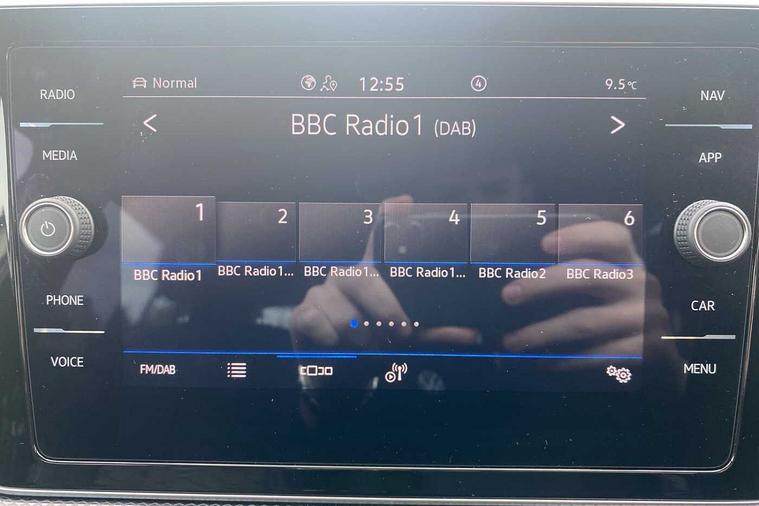 Normal 12:55 4 9.5°C
RADIO
NAV
< BBC Radio1 (DAB) >
MEDIA
APP
1 2 3 4 5 6
BBC Radio1 BBC Radio1... BBC Radio1... BBC Radio1... BBC Radio2 BBC Radio3
PHONE
CAR
VOICE
MENU
FM/DAB